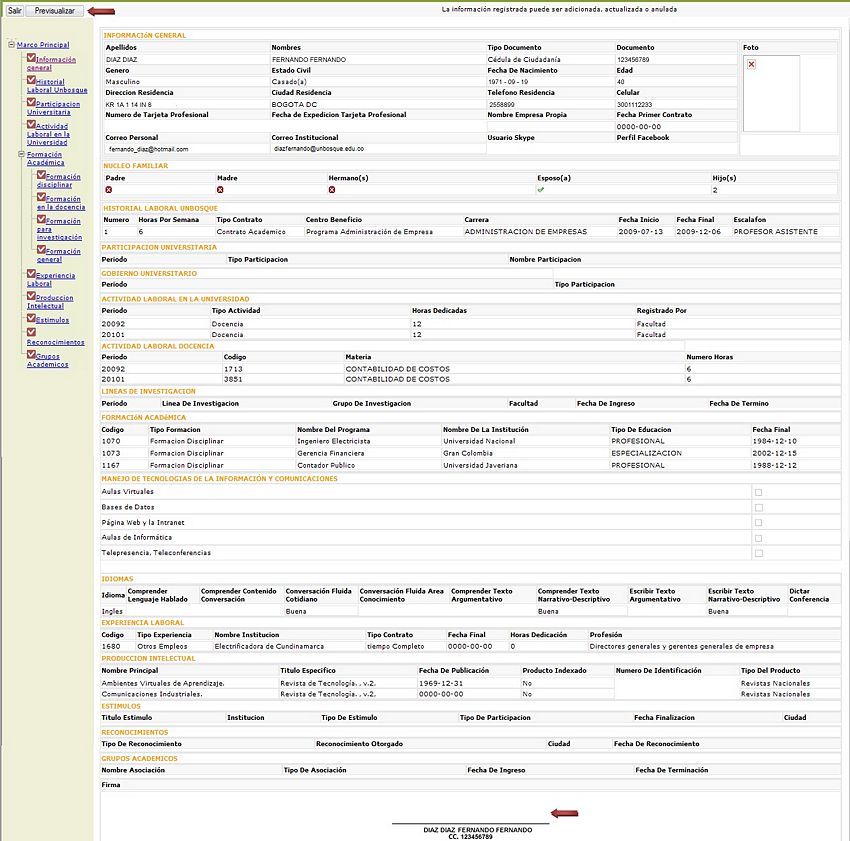 Salir Previsualizar La información registrada puede ser adicionada, actualizada o anulada
Marco Principal
Información
general
Historial
Laboral Unbosque
Participacion
Universitaria
Actividad
Laboral en la
Universidad
Formación
Académica
Formación
disciplinar
Formación
en la docencia
Formación
para
investigación
Formación
general
Experiencia
Laboral
Produccion
Intelectual
Estimulos
Reconocimientos
Grupos
Academicos
INFORMACIóN GENERAL
Apellidos Nombres Tipo Documento Documento Foto
DIAZ DIAZ FERNANDO FERNANDO Cédula de Ciudadanía 123456789
Genero Estado Civil Fecha De Nacimiento Edad
Masculino Casado(a) 1971 - 09 - 19 40
Direccion Residencia Ciudad Residencia Telefono Residencia Celular
KR 1A 1 14 IN 6 BOGOTA DC 2558899 3001112233
Numero de Tarjeta Profesional Fecha de Expedicion Tarjeta Profesional Nombre Empresa Propia Fecha Primer Contrato
0000-00-00
Correo Personal Correo Institucional Usuario Skype Perfil Facebook
fernando_diaz@hotmail.com diazfernando@unbosque.edu.co
NUCLEO FAMILIAR
Padre Madre Hermano(s) Esposo(a) Hijo(s)
2
HISTORIAL LABORAL UNBOSQUE
Numero Horas Por Semana Tipo Contrato Centro Beneficio Carrera Fecha Inicio Fecha Final Escalafon
1 6 Contrato Academico Programa Administración de Empresa ADMINISTRACION DE EMPRESAS 2009-07-13 2009-12-06 PROFESOR ASISTENTE
PARTICIPACION UNIVERSITARIA
Periodo Tipo Participacion Nombre Participacion
GOBIERNO UNIVERSITARIO
Periodo Tipo Participacion
ACTIVIDAD LABORAL EN LA UNIVERSIDAD
Periodo Tipo Actividad Horas Dedicadas Registrado Por
20092 Docencia 12 Facultad
20101 Docencia 12 Facultad
ACTIVIDAD LABORAL DOCENCIA
Periodo Codigo Materia Numero Horas
20092 1713 CONTABILIDAD DE COSTOS 6
20101 3851 CONTABILIDAD DE COSTOS 6
LINEAS DE INVESTIGACION
Periodo Linea De Investigacion Grupo De Investigacion Facultad Fecha De Ingreso Fecha De Termino
FORMACIóN ACADéMICA
Codigo Tipo Formacion Nombre Del Programa Nombre De La Institución Tipo De Educacion Fecha Final
1070 Formacion Disciplinar Ingeniero Electricista Universidad Nacional PROFESIONAL 1984-12-10
1073 Formacion Disciplinar Gerencia Financiera Gran Colombia ESPECIALIZACION 2002-12-15
1167 Formacion Disciplinar Contador Publico Universidad Javeriana PROFESIONAL 1988-12-12
MANEJO DE TECNOLOGIAS DE LA INFORMACIÓN Y COMUNICACIONES
Aulas Virtuales
Bases de Datos
Página Web y la Intranet
Aulas de Informática
Telepresencia, Teleconferencias
IDIOMAS
Idioma Comprender Lenguaje Hablado Comprender Contenido Conversación Conversación Fluida Cotidiano Conversación Fluida Area Conocimiento Comprender Texto Argumentativo Comprender Texto Narrativo-Descriptivo Escribir Texto Argumentativo Escribir Texto Narrativo-Descriptivo Dictar Conferencia
Ingles Buena Buena Buena
EXPERIENCIA LABORAL
Codigo Tipo Experiencia Nombre Institucion Tipo Contrato Fecha Final Horas Dedicación Profesión
1680 Otros Empleos Electrificadora de Cundinamarca tiempo Completo 0000-00-00 0 Directores generales y gerentes generales de empresa
PRODUCCION INTELECTUAL
Nombre Principal Titulo Especifico Fecha De Publicación Producto Indexado Numero De Identificación Tipo Del Producto
Ambientes Virtuales de Aprendizaje. Revista de Tecnología. , v.2, 1969-12-31 No Revistas Nacionales
Comunicaciones Industriales. Revista de Tecnología. , v.2, 0000-00-00 No Revistas Nacionales
ESTIMULOS
Titulo Estimulo Institucion Tipo De Estimulo Tipo De Participacion Fecha Finalizacion Ciudad
RECONOCIMIENTOS
Tipo De Reconocimiento Reconocimiento Otorgado Ciudad Fecha De Reconocimiento
GRUPOS ACADEMICOS
Nombre Asociación Tipo De Asociación Fecha De Ingreso Fecha De Terminación
Firma
DIAZ DIAZ FERNANDO FERNANDO
CC. 123456789